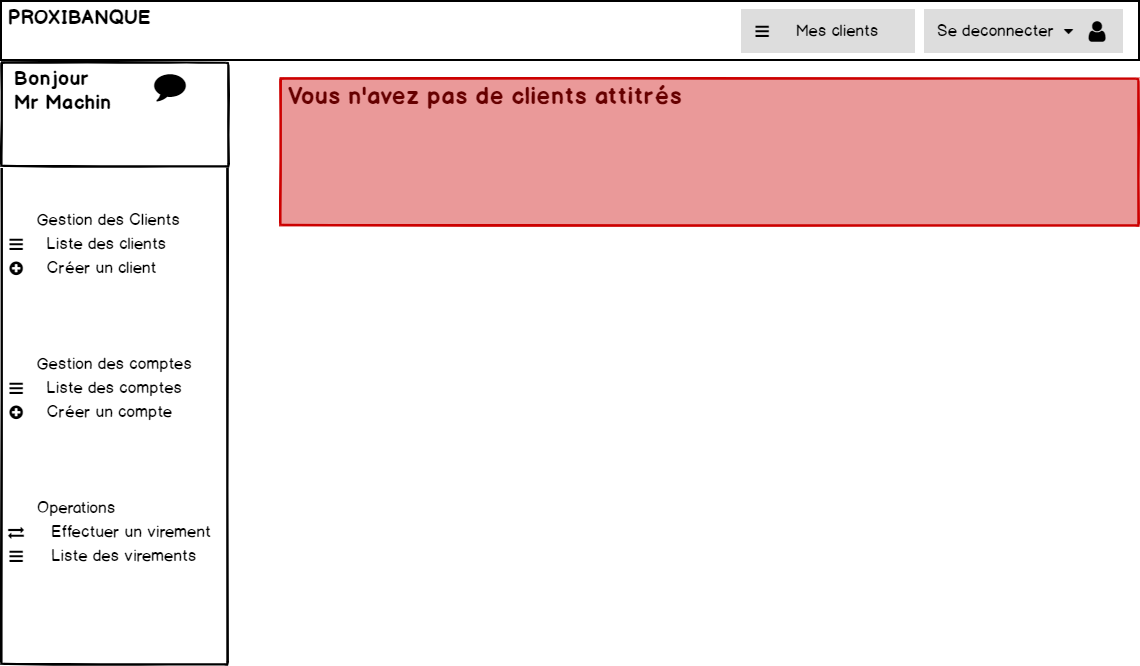 PROXIBANQUE
Mes clients
Se deconnecter
Bonjour
Mr Machin
Vous n'avez pas de clients attitrés
Gestion des Clients
Liste des clients
Créer un client
Gestion des comptes
Liste des comptes
Créer un compte
Operations
Effectuer un virement
Liste des virements